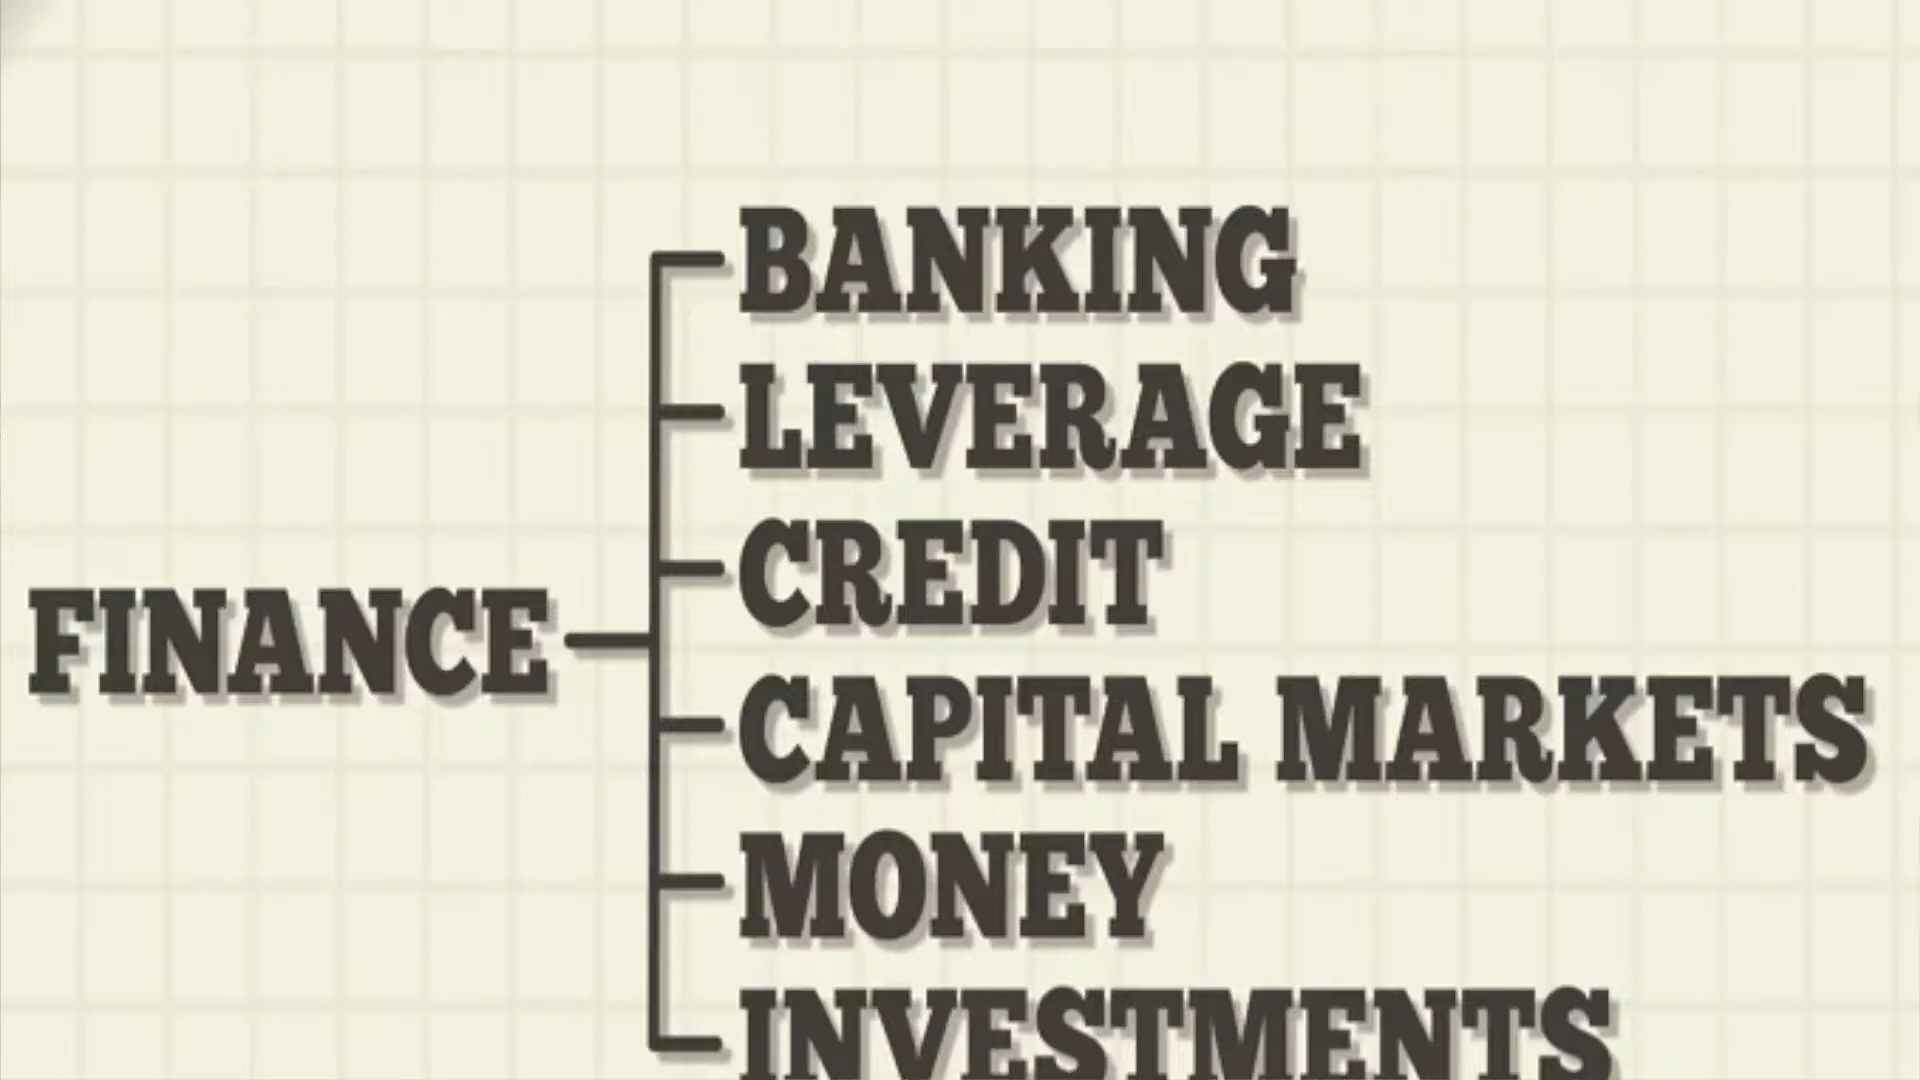 BANKING
LEVERAGE
CREDIT
FINANCE
CAPITAL MARKETS
MONEY
INVESTMENTS